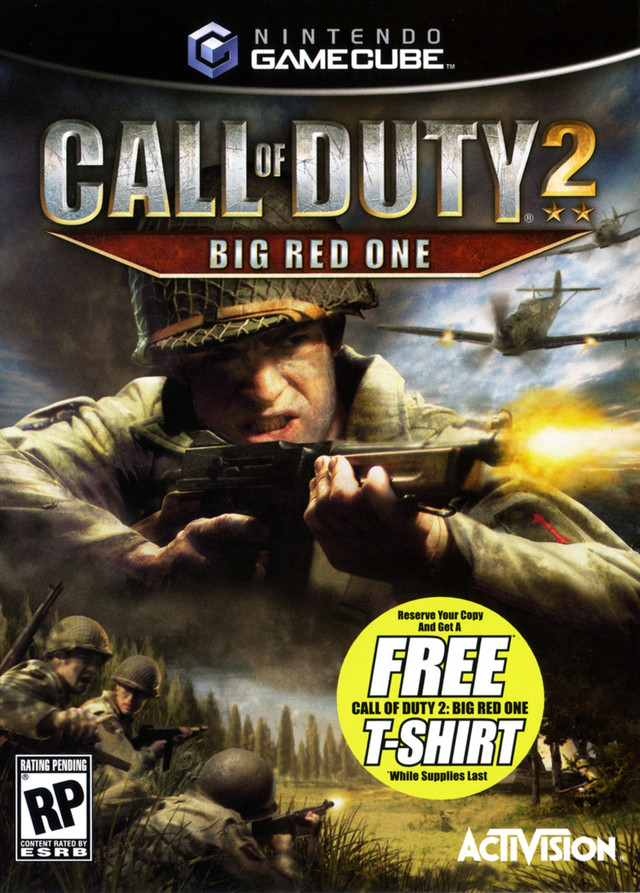 NINTENDO
GAMECUBE™
CALL OF DUTY® 2
BIG RED ONE
Reserve Your Copy
And Get A
FREE*
CALL OF DUTY 2: BIG RED ONE
T-SHIRT
*While Supplies Last
RATING PENDING
®
RP
CONTENT RATED BY
ESRB
ACTIVISION®